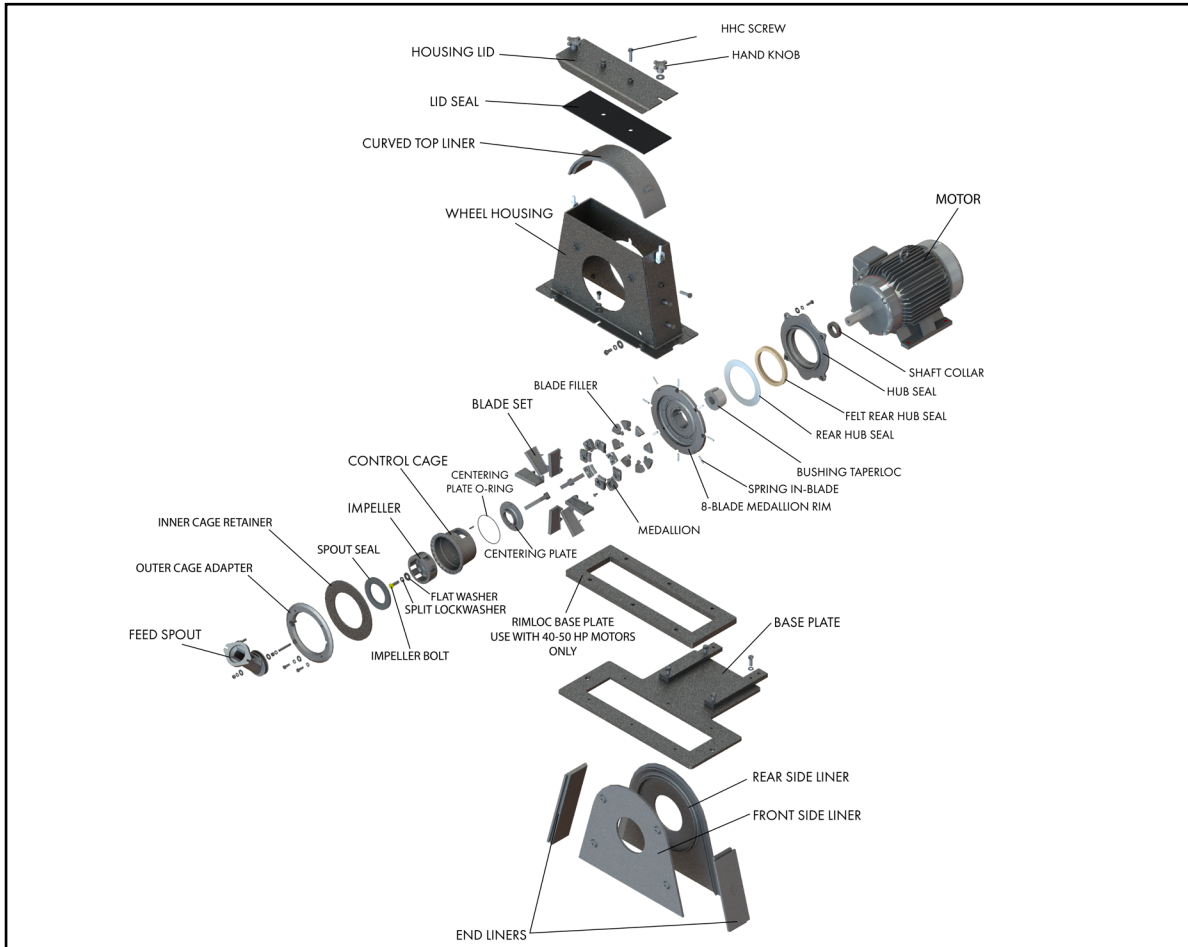 HHC SCREW
HOUSING LID
HAND KNOB
LID SEAL
CURVED TOP LINER
WHEEL HOUSING
MOTOR
SHAFT COLLAR
HUB SEAL
FELT REAR HUB SEAL
REAR HUB SEAL
BUSHING TAPERLOC
SPRING IN-BLADE
8-BLADE MEDALLION RIM
BLADE FILLER
BLADE SET
CONTROL CAGE
CENTERING
PLATE O-RING
IMPELLER
MEDALLION
INNER CAGE RETAINER
SPOUT SEAL
CENTERING PLATE
OUTER CAGE ADAPTER
FLAT WASHER
SPLIT LOCKWASHER
FEED SPOUT
IMPELLER BOLT
RIMLOC BASE PLATE
USE WITH 40-50 HP MOTORS
ONLY
BASE PLATE
REAR SIDE LINER
FRONT SIDE LINER
END LINERS